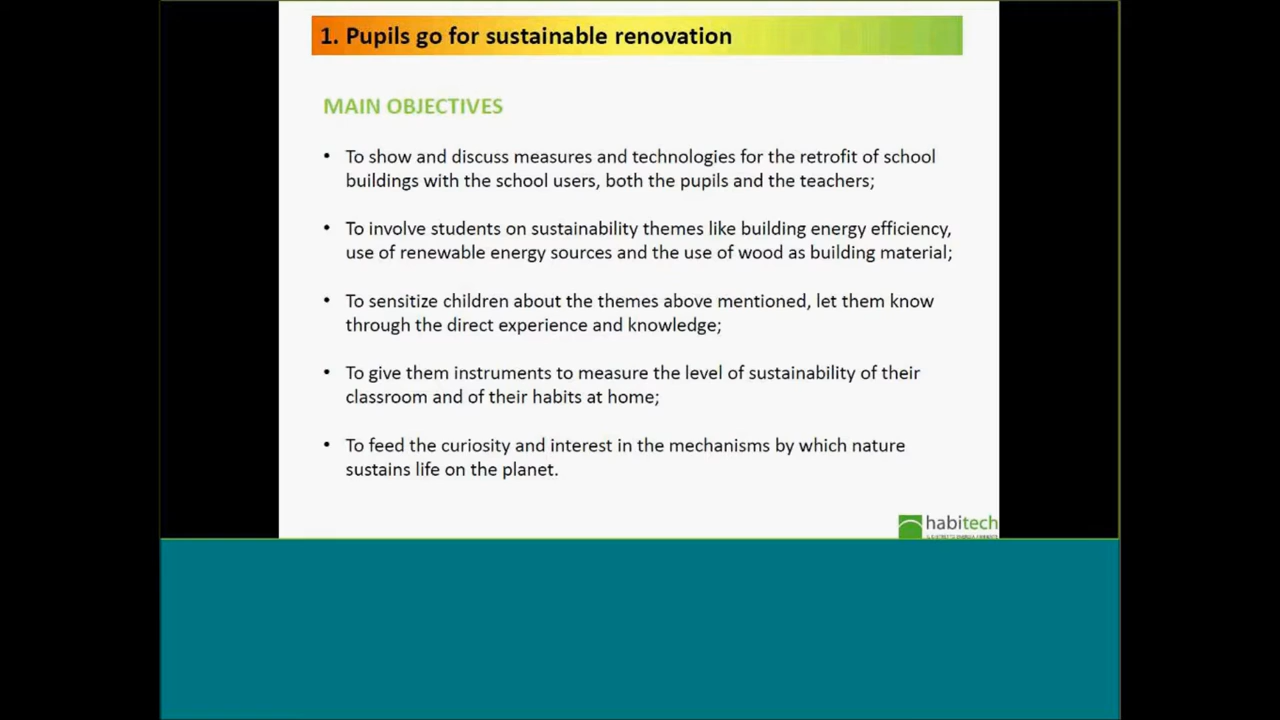 1. Pupils go for sustainable renovation
MAIN OBJECTIVES
• To show and discuss measures and technologies for the retrofit of school
buildings with the school users, both the pupils and the teachers;
• To involve students on sustainability themes like building energy efficiency,
use of renewable energy sources and the use of wood as building material;
• To sensitize children about the themes above mentioned, let them know
through the direct experience and knowledge;
• To give them instruments to measure the level of sustainability of their
classroom and of their habits at home;
• To feed the curiosity and interest in the mechanisms by which nature
sustains life on the planet.
habitech